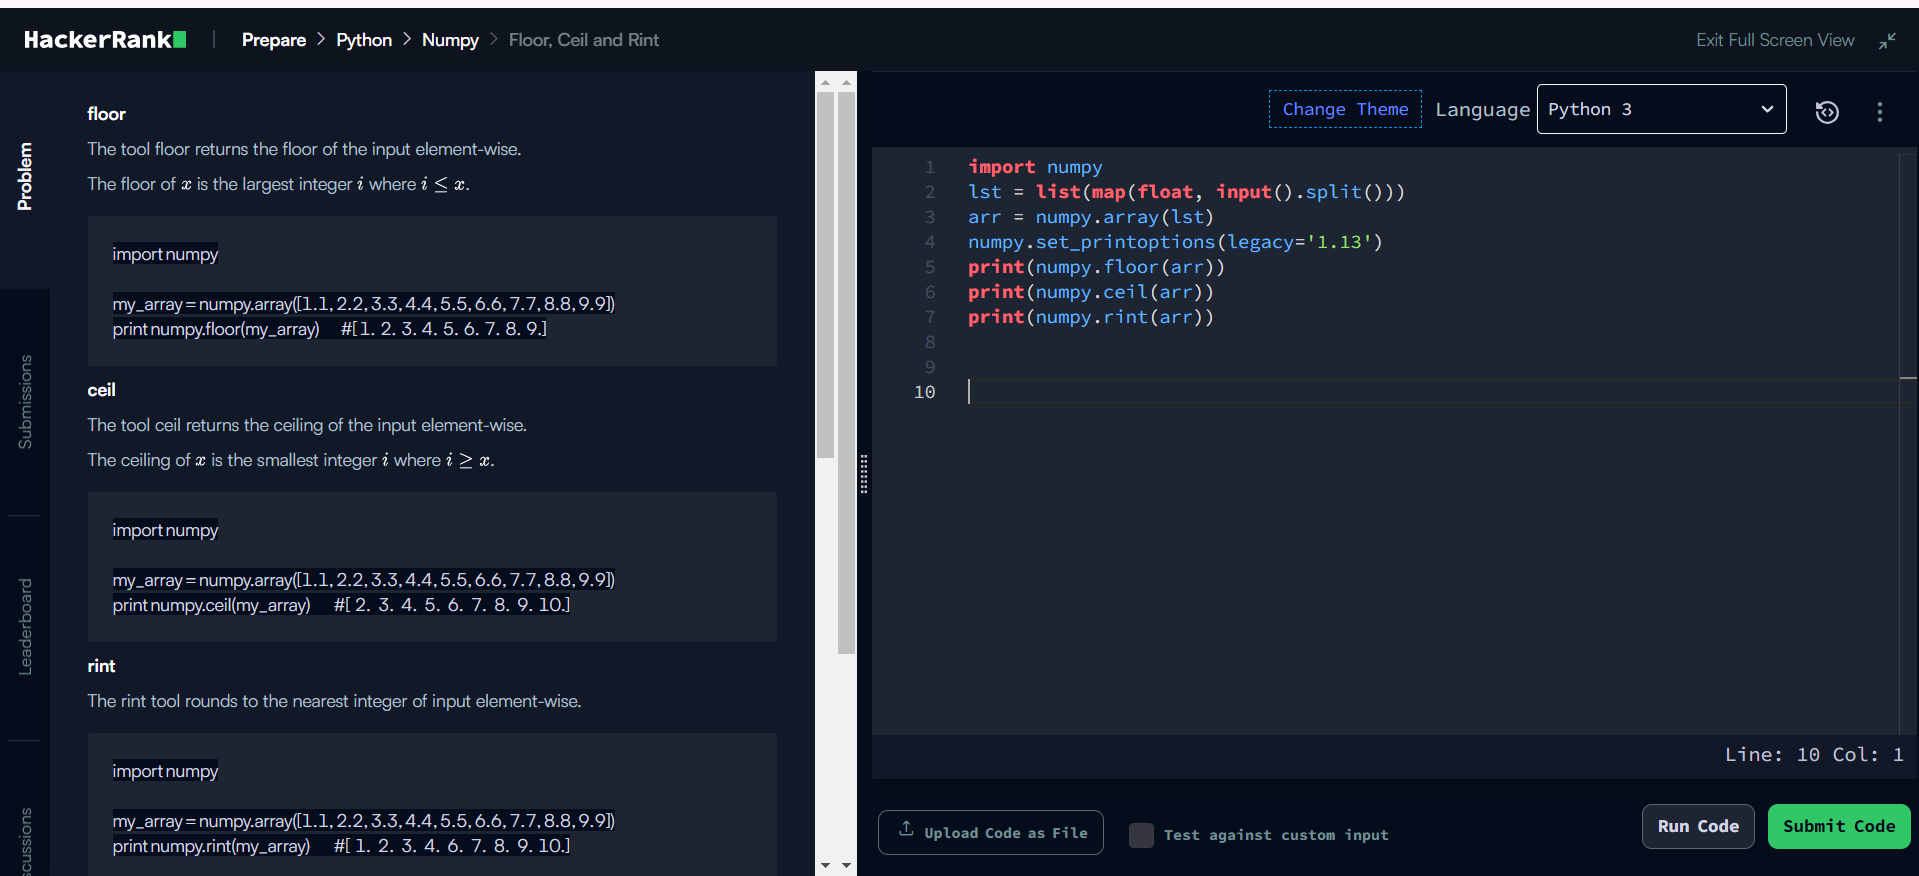 HackerRank
Prepare > Python > Numpy > Floor, Ceil and Rint
Exit Full Screen View
Problem
Submissions
Leaderboard
floor
The tool floor returns the floor of the input element-wise.
The floor of x is the largest integer i where i ≤ x.
import numpy
my_array = numpy.array([1.1, 2.2, 3.3, 4.4, 5.5, 6.6, 7.7, 8.8, 9.9])
print numpy.floor(my_array) #[ 1. 2. 3. 4. 5. 6. 7. 8. 9.]
ceil
The tool ceil returns the ceiling of the input element-wise.
The ceiling of x is the smallest integer i where i ≥ x.
import numpy
my_array = numpy.array([1.1, 2.2, 3.3, 4.4, 5.5, 6.6, 7.7, 8.8, 9.9])
print numpy.ceil(my_array) #[ 2. 3. 4. 5. 6. 7. 8. 9. 10.]
rint
The rint tool rounds to the nearest integer of input element-wise.
import numpy
my_array = numpy.array([1.1, 2.2, 3.3, 4.4, 5.5, 6.6, 7.7, 8.8, 9.9])
print numpy.rint(my_array) #[ 1. 2. 3. 4. 6. 7. 8. 9. 10.]
Change Theme Language Python 3
1 import numpy
2 lst = list(map(float, input().split()))
3 arr = numpy.array(lst)
4 numpy.set_printoptions(legacy='1.13')
5 print(numpy.floor(arr))
6 print(numpy.ceil(arr))
7 print(numpy.rint(arr))
8
9
10
Line: 10 Col: 1
Upload Code as File
Test against custom input
Run Code
Submit Code